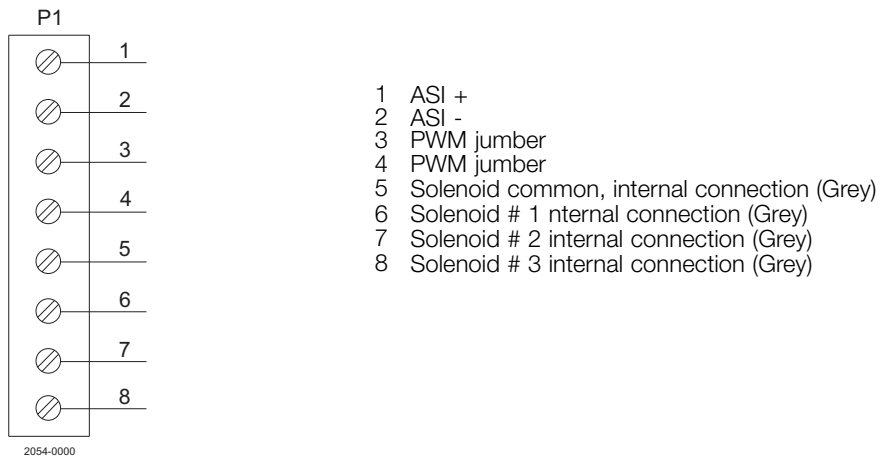 P1
1
2
3
4
5
6
7
8
2054-0000
1 ASI +
2 ASI -
3 PWM jumber
4 PWM jumber
5 Solenoid common, internal connection (Grey)
6 Solenoid # 1 nternal connection (Grey)
7 Solenoid # 2 internal connection (Grey)
8 Solenoid # 3 internal connection (Grey)